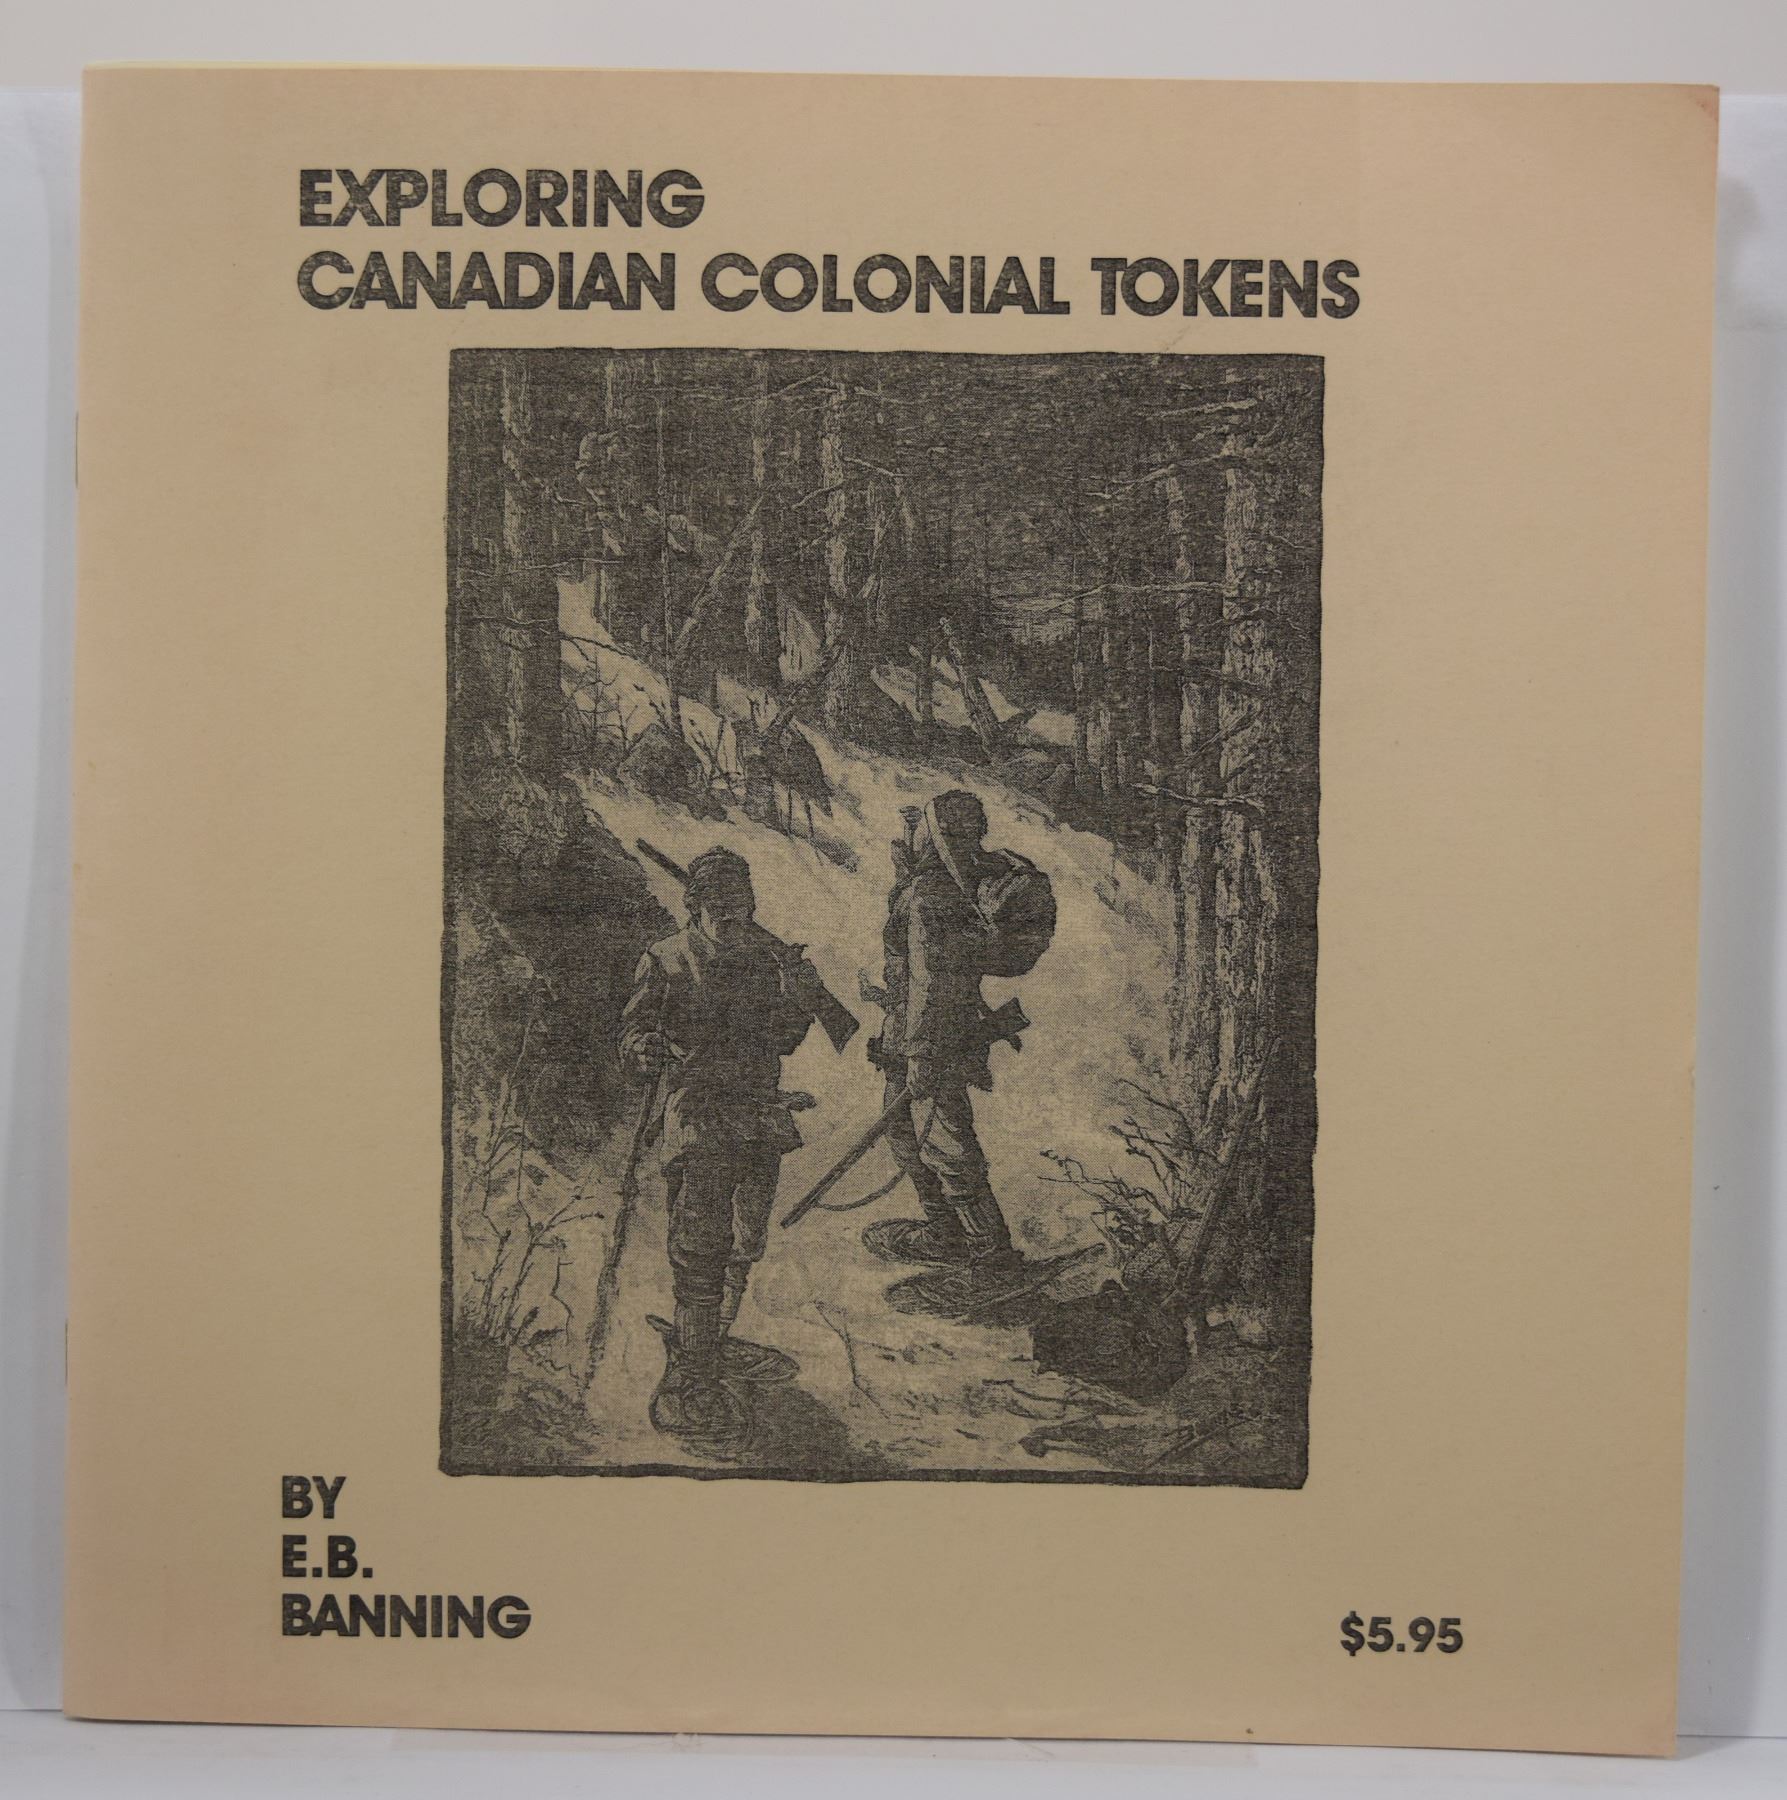 EXPLORING
CANADIAN COLONIAL TOKENS
BY
E.B.
BANNING
$5.95